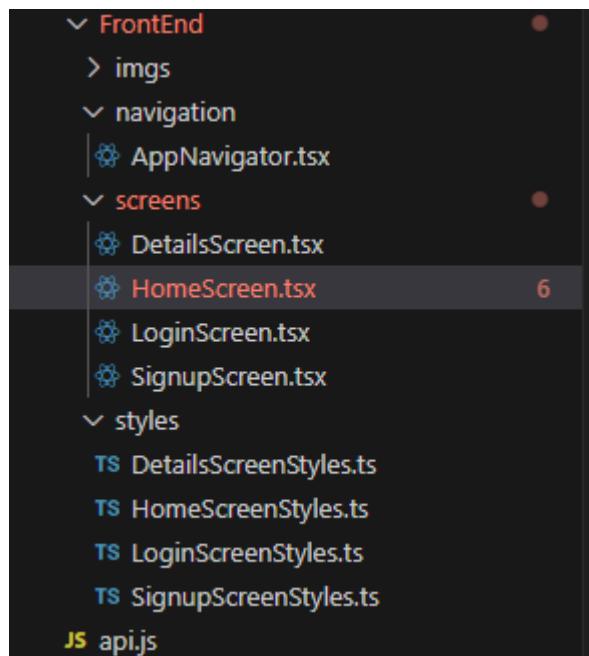 FrontEnd
imgs
navigation
AppNavigator.tsx
screens
DetailsScreen.tsx
HomeScreen.tsx 6
LoginScreen.tsx
SignupScreen.tsx
styles
TS DetailsScreenStyles.ts
TS HomeScreenStyles.ts
TS LoginScreenStyles.ts
TS SignupScreenStyles.ts
JS api.js